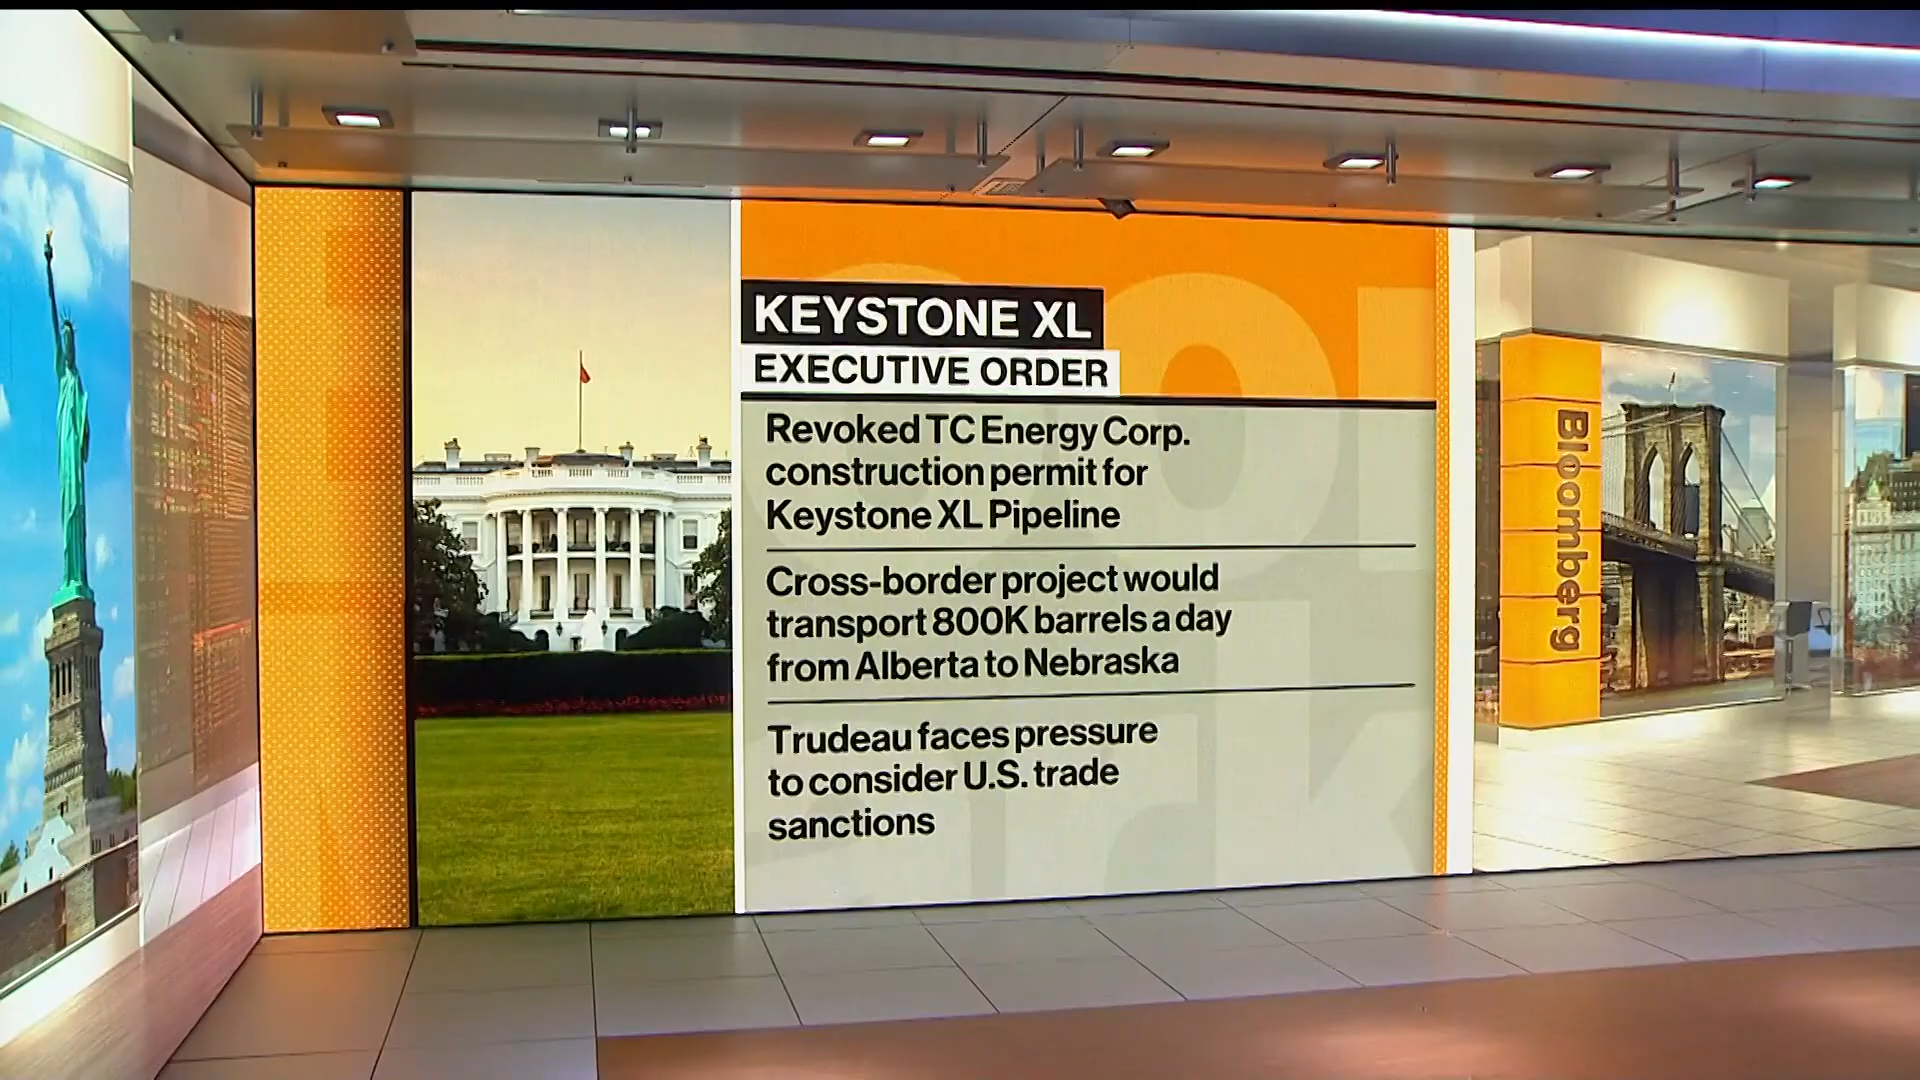 KEYSTONE XL
EXECUTIVE ORDER
Revoked TC Energy Corp.
construction permit for
Keystone XL Pipeline
Cross-border project would
transport 800K barrels a day
from Alberta to Nebraska
Trudeau faces pressure
to consider U.S. trade
sanctions
Bloomberg